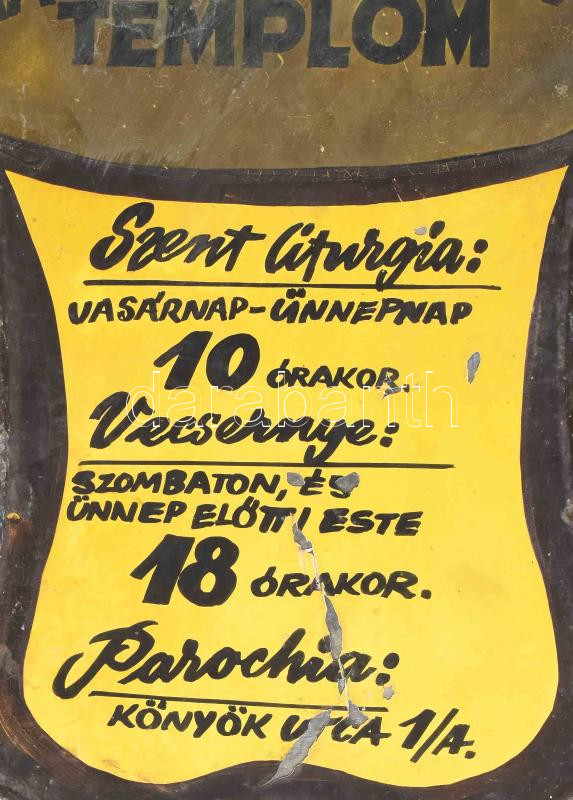 TEMPLOM
Szent liturgia:
VASÁRNAP-ÜNNEPNAP
10 ÓRAKOR.
Vecsernye:
SZOMBATON, ÉS
ÜNNEP ELŐTTI ESTE
18 ÓRAKOR.
Parochia:
KÖNYÖK UTCA 1/A.
darabanth